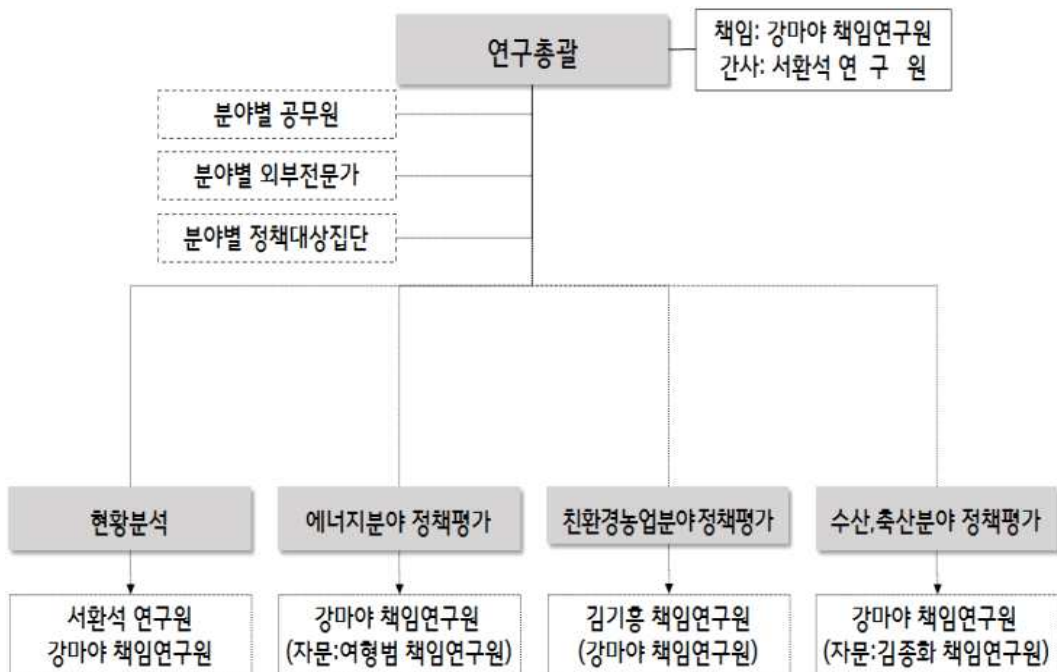 연구총괄
책임: 강마야 책임연구원
간사: 서환석 연 구 원
분야별 공무원
분야별 외부전문가
분야별 정책대상집단
현황분석
에너지분야 정책평가
친환경농업분야정책평가
수산,축산분야 정책평가
서환석 연구원
강마야 책임연구원
강마야 책임연구원
(자문:여형범 책임연구원)
김기흥 책임연구원
(강마야 책임연구원)
강마야 책임연구원
(자문:김종화 책임연구원)